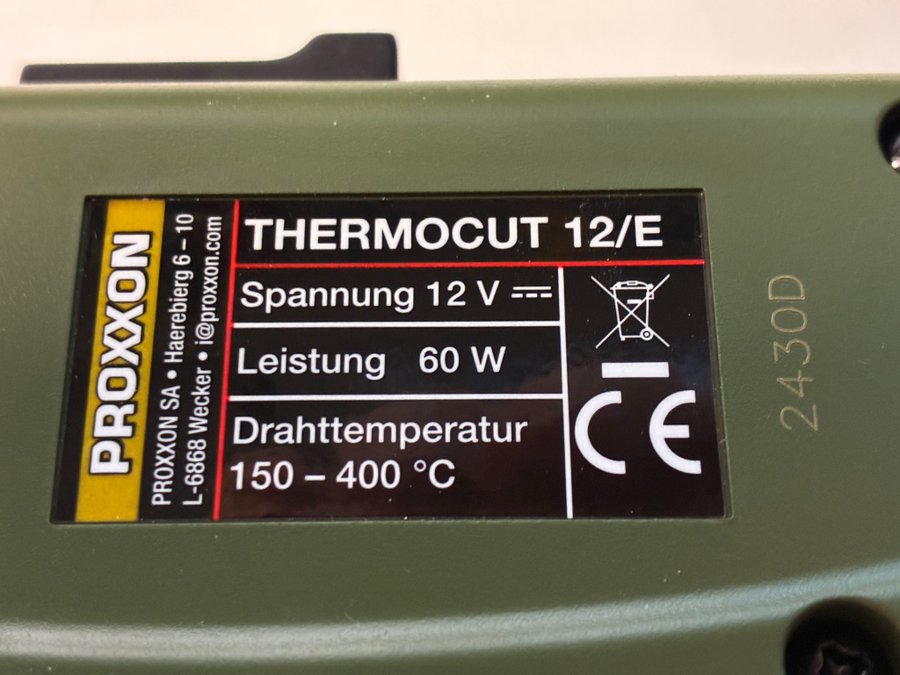 PROXXON
PROXXON SA • Haerebierg 6 – 10
L-6868 Wecker • i@proxxon.com
THERMOCUT 12/E
Spannung 12 V
Leistung 60 W
Drahttemperatur
150 – 400 °C
CE
2430D